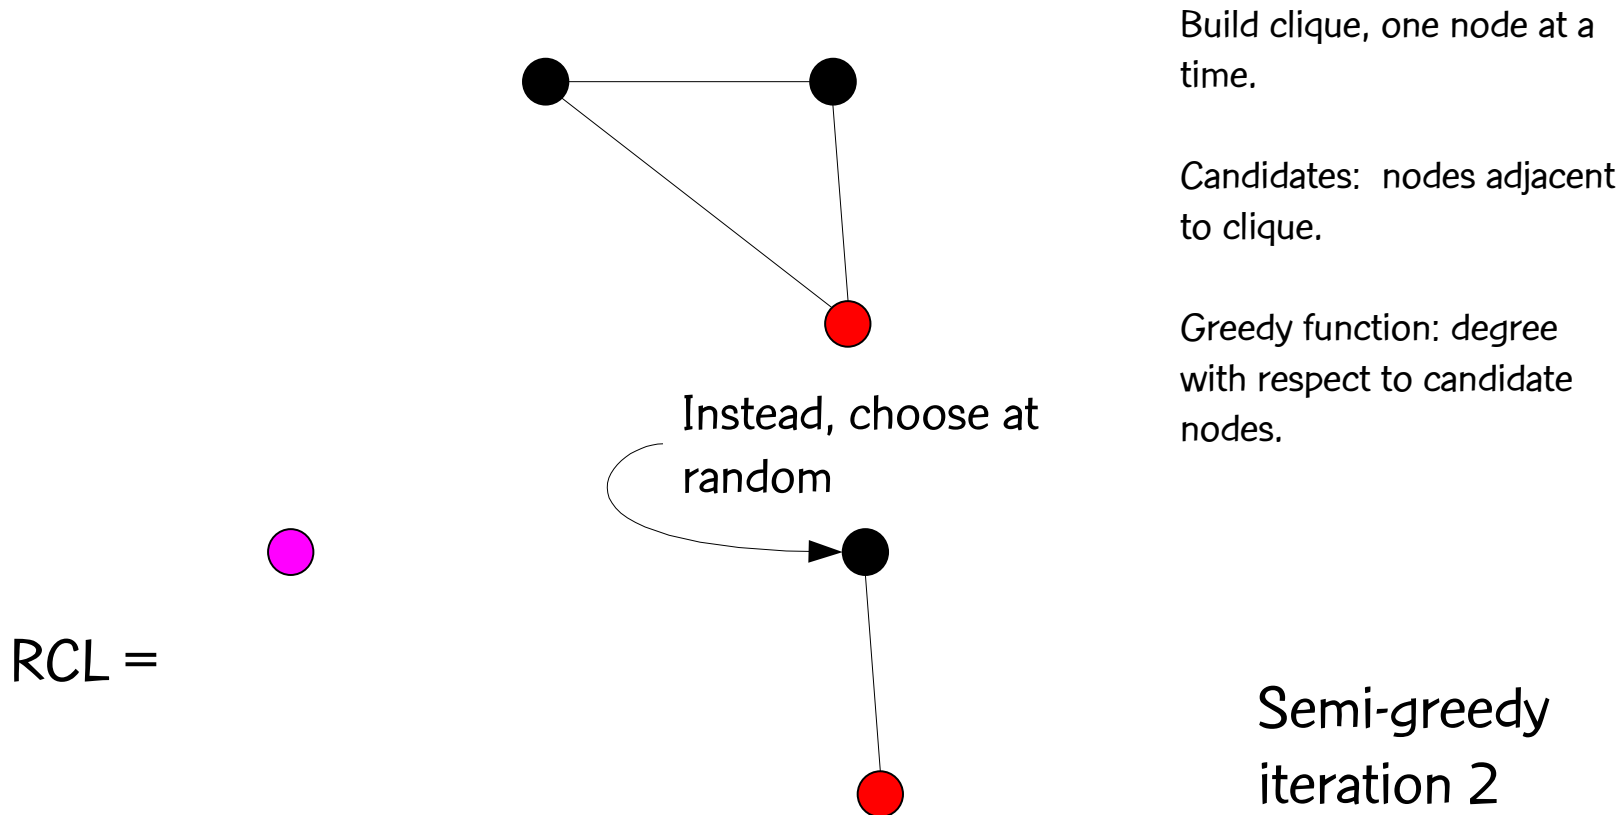 Build clique, one node at a
time.
Candidates: nodes adjacent
to clique.
Greedy function: degree
with respect to candidate
nodes.
Instead, choose at
random
RCL =
Semi-greedy
iteration 2